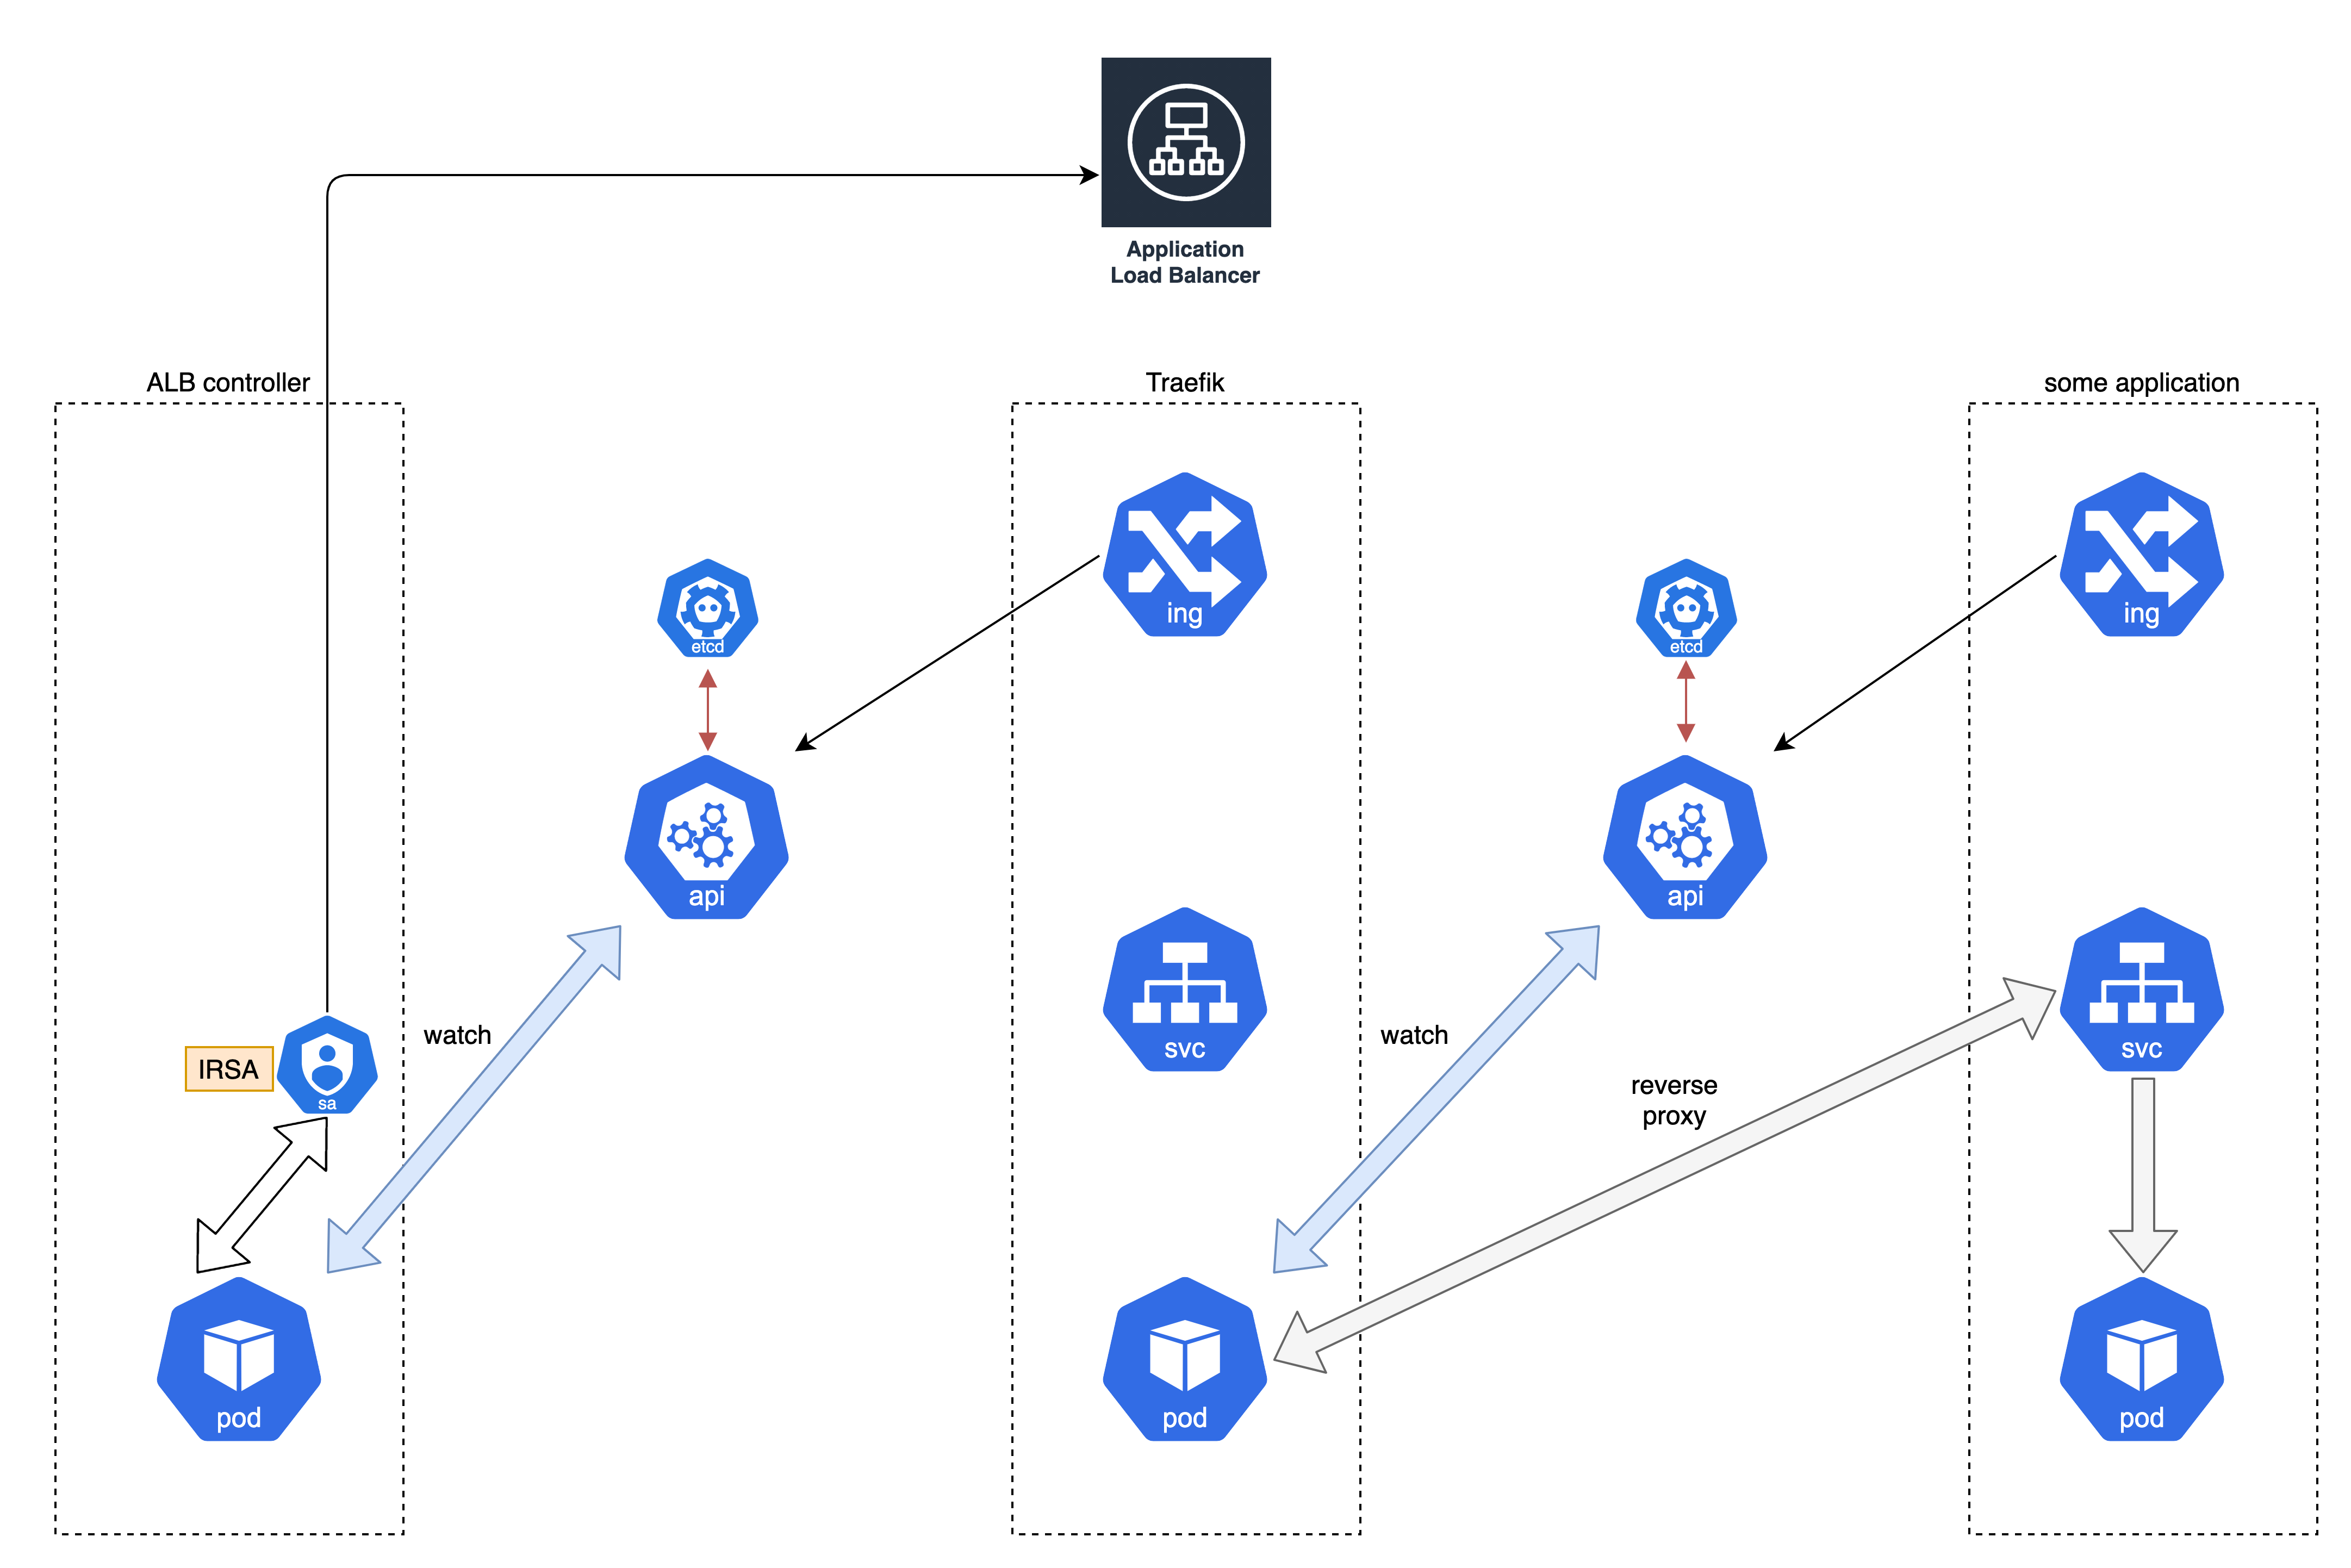 Application
Load Balancer
ALB controller
Traefik
some application
ing
ing
etcd
etcd
api
api
svc
svc
watch
watch
IRSA
sa
reverse
proxy
pod
pod
pod